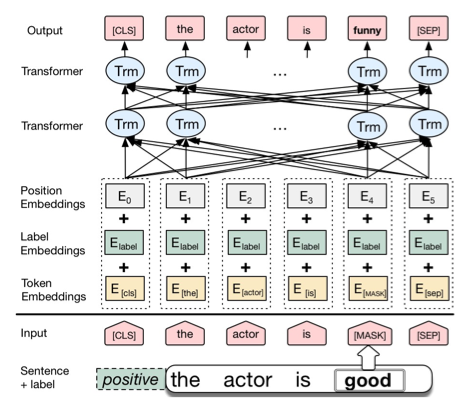 Output [CLS] the actor is funny [SEP]
Transformer Trm Trm ... Trm Trm
Transformer Trm Trm ... Trm Trm
Position Embeddings E0 E1 E2 E3 E4 E5
+ + + + + +
Label Embeddings Elabel Elabel Elabel Elabel Elabel Elabel
+ + + + + +
Token Embeddings E[cls] E[the] E[actor] E[is] E[MASK] E[sep]
Input [CLS] the actor is [MASK] [SEP]
Sentence + label positive the actor is good